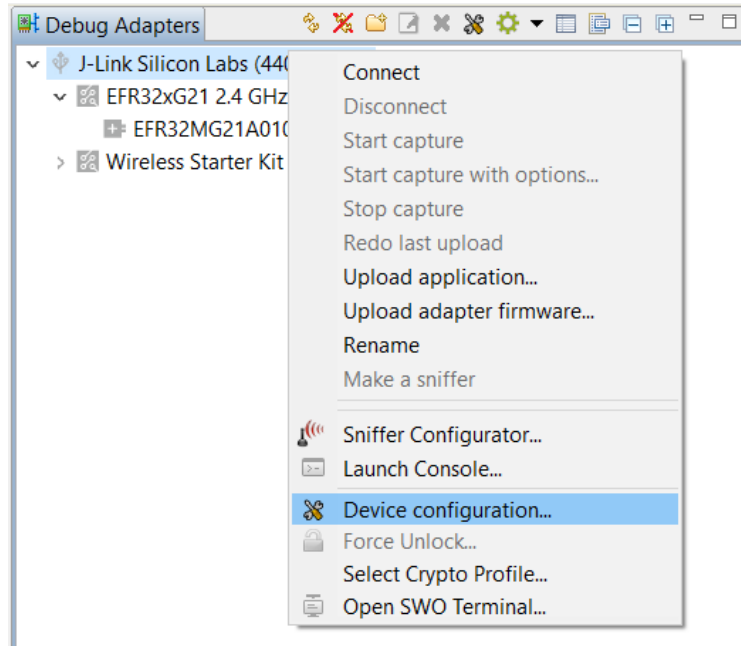 Debug Adapters
J-Link Silicon Labs (440
EFR32xG21 2.4 GHz
EFR32MG21A010
Wireless Starter Kit
Connect
Disconnect
Start capture
Start capture with options...
Stop capture
Redo last upload
Upload application...
Upload adapter firmware...
Rename
Make a sniffer
Sniffer Configurator...
Launch Console...
Device configuration...
Force Unlock...
Select Crypto Profile...
Open SWO Terminal...